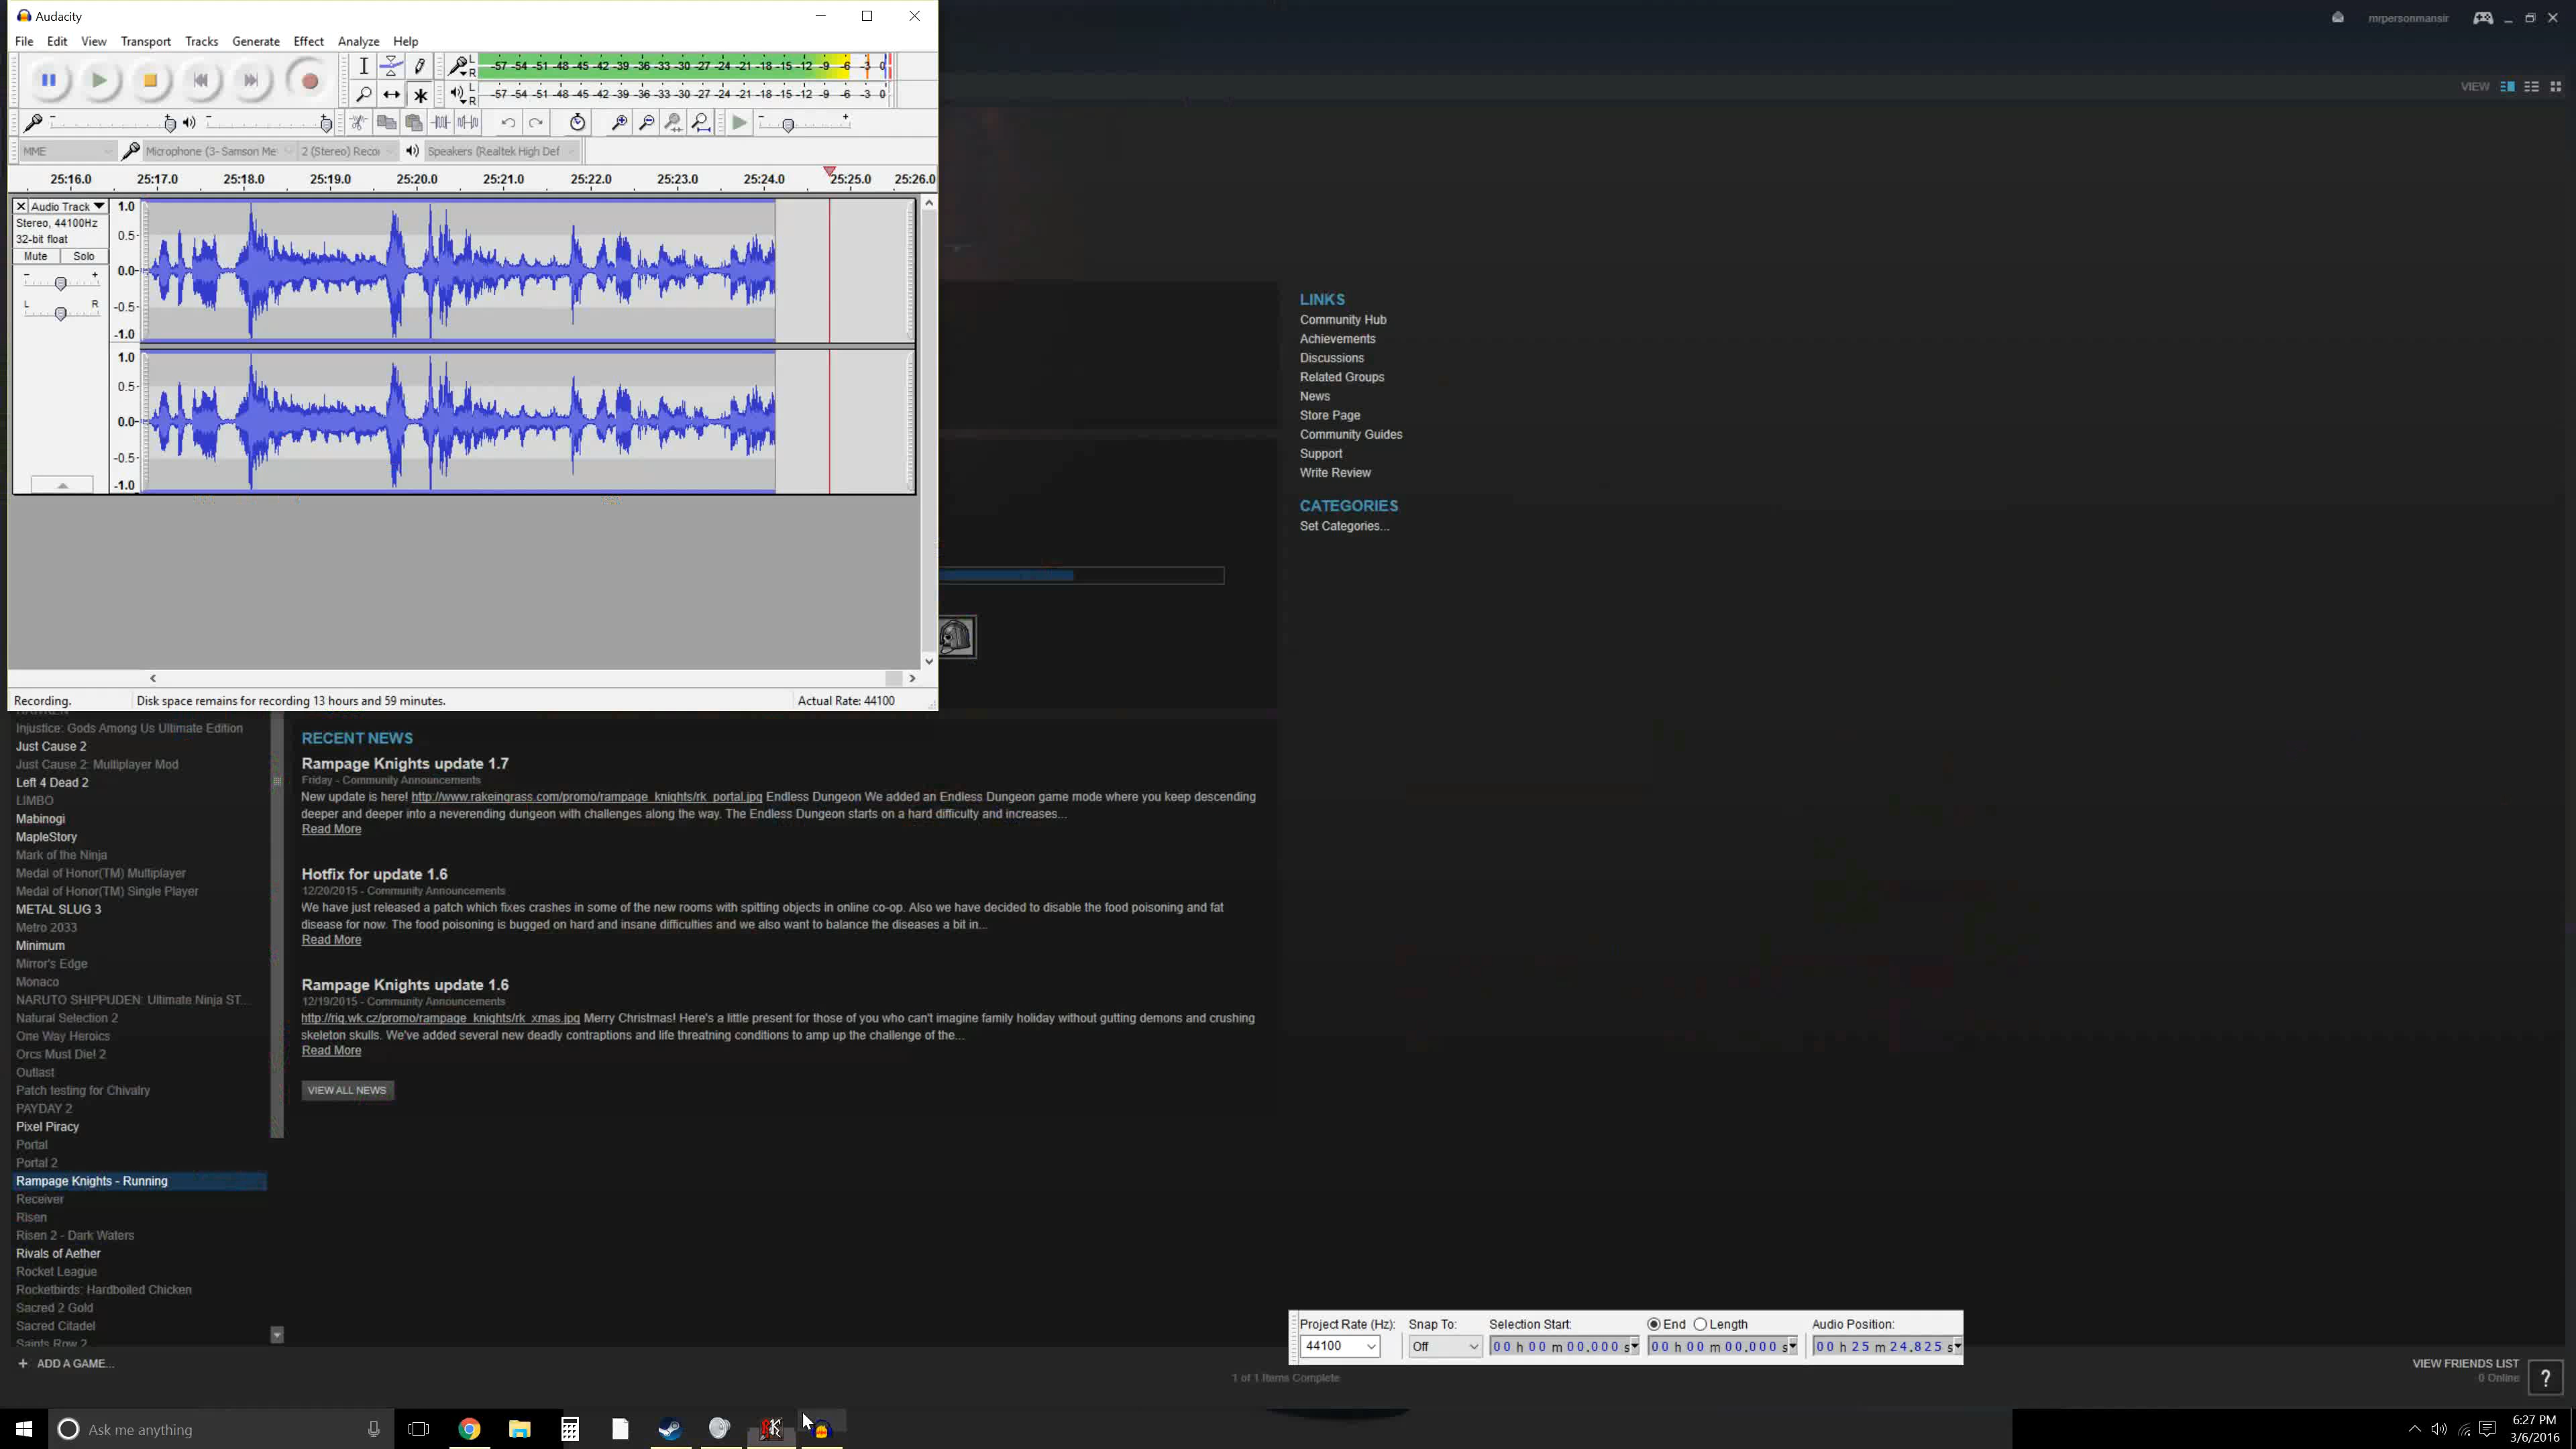 Audacity
File Edit View Transport Tracks Generate Effect Analyze Help
-57 -54 -51 -48 -45 -42 -39 -36 -33 -30 -27 -24 -21 -18 -15 -12 -9 -6 -3 0
-57 -54 -51 -48 -45 -42 -39 -36 -33 -30 -27 -24 -21 -18 -15 -12 -9 -6 -3 0
MME Microphone (3- Samson Me 2 (Stereo) Recor Speakers (Realtek High Def
25:16.0 25:17.0 25:18.0 25:19.0 25:20.0 25:21.0 25:22.0 25:23.0 25:24.0 25:25.0 25:26.0
Audio Track
Stereo, 44100Hz
32-bit float
Mute Solo
- +
L R
1.0
0.5
0.0
-0.5
-1.0
1.0
0.5
0.0
-0.5
-1.0
Recording. Disk space remains for recording 13 hours and 59 minutes. Actual Rate: 44100
mrpersonmansir
VIEW
LINKS
Community Hub
Achievements
Discussions
Related Groups
News
Store Page
Community Guides
Support
Write Review
CATEGORIES
Set Categories...
Injustice: Gods Among Us Ultimate Edition
Just Cause 2
Just Cause 2: Multiplayer Mod
Left 4 Dead 2
LIMBO
Mabinogi
MapleStory
Mark of the Ninja
Medal of Honor(TM) Multiplayer
Medal of Honor(TM) Single Player
METAL SLUG 3
Metro 2033
Minimum
Mirror's Edge
Monaco
NARUTO SHIPPUDEN: Ultimate Ninja ST...
Natural Selection 2
One Way Heroics
Orcs Must Die! 2
Outlast
Patch testing for Chivalry
PAYDAY 2
Pixel Piracy
Portal
Portal 2
Rampage Knights - Running
Receiver
Risen
Risen 2 - Dark Waters
Rivals of Aether
Rocket League
Rocketbirds: Hardboiled Chicken
Sacred 2 Gold
Sacred Citadel
Saints Row 2
+ ADD A GAME...
RECENT NEWS
Rampage Knights update 1.7
Friday - Community Announcements
New update is here! http://www.rakeingrass.com/promo/rampage_knights/rk_portal.jpg Endless Dungeon We added an Endless Dungeon game mode where you keep descending
deeper and deeper into a neverending dungeon with challenges along the way. The Endless Dungeon starts on a hard difficulty and increases...
Read More
Hotfix for update 1.6
12/20/2015 - Community Announcements
We have just released a patch which fixes crashes in some of the new rooms with spitting objects in online co-op. Also we have decided to disable the food poisoning and fat
disease for now. The food poisoning is bugged on hard and insane difficulties and we also want to balance the diseases a bit in...
Read More
Rampage Knights update 1.6
12/19/2015 - Community Announcements
http://rig.wk.cz/promo/rampage_knights/rk_xmas.jpg Merry Christmas! Here's a little present for those of you who can't imagine family holiday without gutting demons and crushing
skeleton skulls. We've added several new deadly contraptions and life threatning conditions to amp up the challenge of the...
Read More
VIEW ALL NEWS
Project Rate (Hz): Snap To: Selection Start: End Length Audio Position:
44100 Off 00 h 00 m 00.000 s 00 h 00 m 00.000 s 00 h 25 m 24.825 s
1 of 1 Items Complete
VIEW FRIENDS LIST
0 Online
?
Ask me anything
6:27 PM
3/6/2016